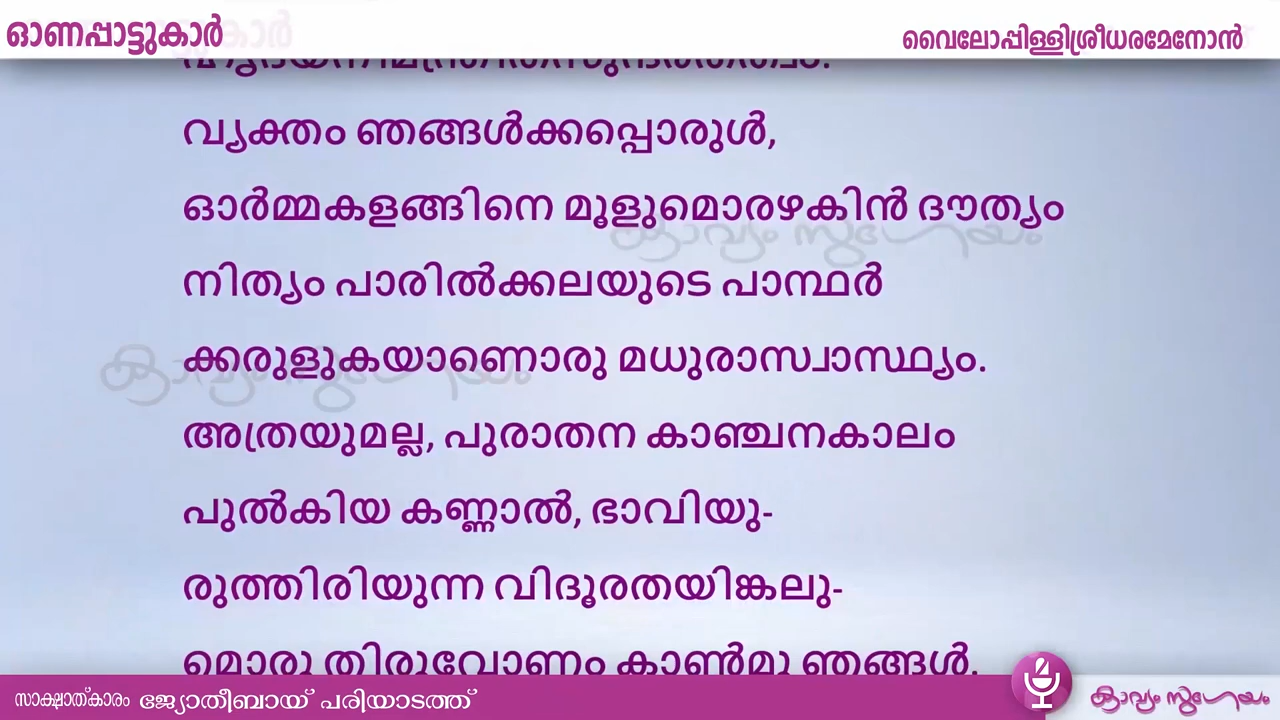 ഓണപ്പാട്ടുകാർ
വൈലോപ്പിള്ളിശ്രീധരമേനോൻ
വ്യക്തം ഞങ്ങൾക്കപ്പൊരുൾ,
ഓർമ്മകളങ്ങിനെ മൂളുമൊരഴകിൻ ദൗത്യം
നിത്യം പാരിൽക്കലയുടെ പാന്ഥർ
ക്കരുളുകയാണൊരു മധുരാസ്വാസ്ഥ്യം.
അത്രയുമല്ല, പുരാതന കാഞ്ചനകാലം
പുൽകിയ കണ്ണാൽ, ഭാവിയു-
രുത്തിരിയുന്ന വിദൂരതയിങ്കലു-
മൊരു തിരുവോണം കാൺമൂ ഞങ്ങൾ.
സാക്ഷാത്കാരം ജ്യോതീബായ് പരിയാടത്ത്
കാവ്യം സുഗേയം